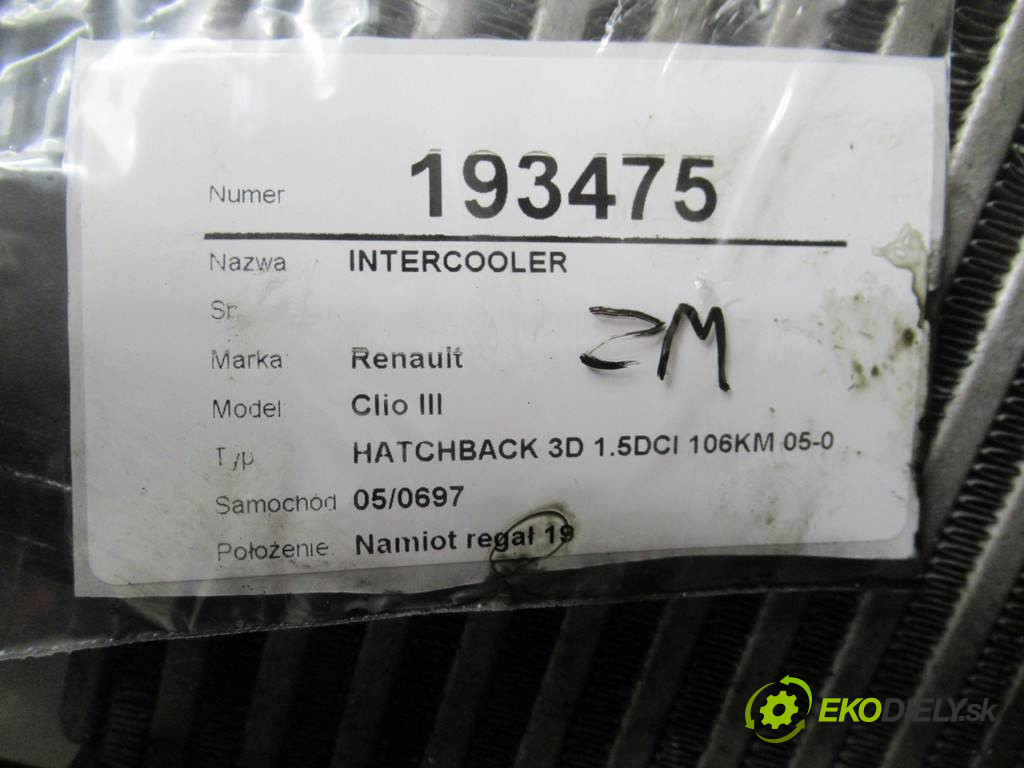 Numer 193475
Nazwa INTERCOOLER
ZM
Marka Renault
Model Clio III
Typ HATCHBACK 3D 1.5DCI 106KM 05-0
Samochód 05/0697
Położenie Namiot regał 19
EKODIELY.sk